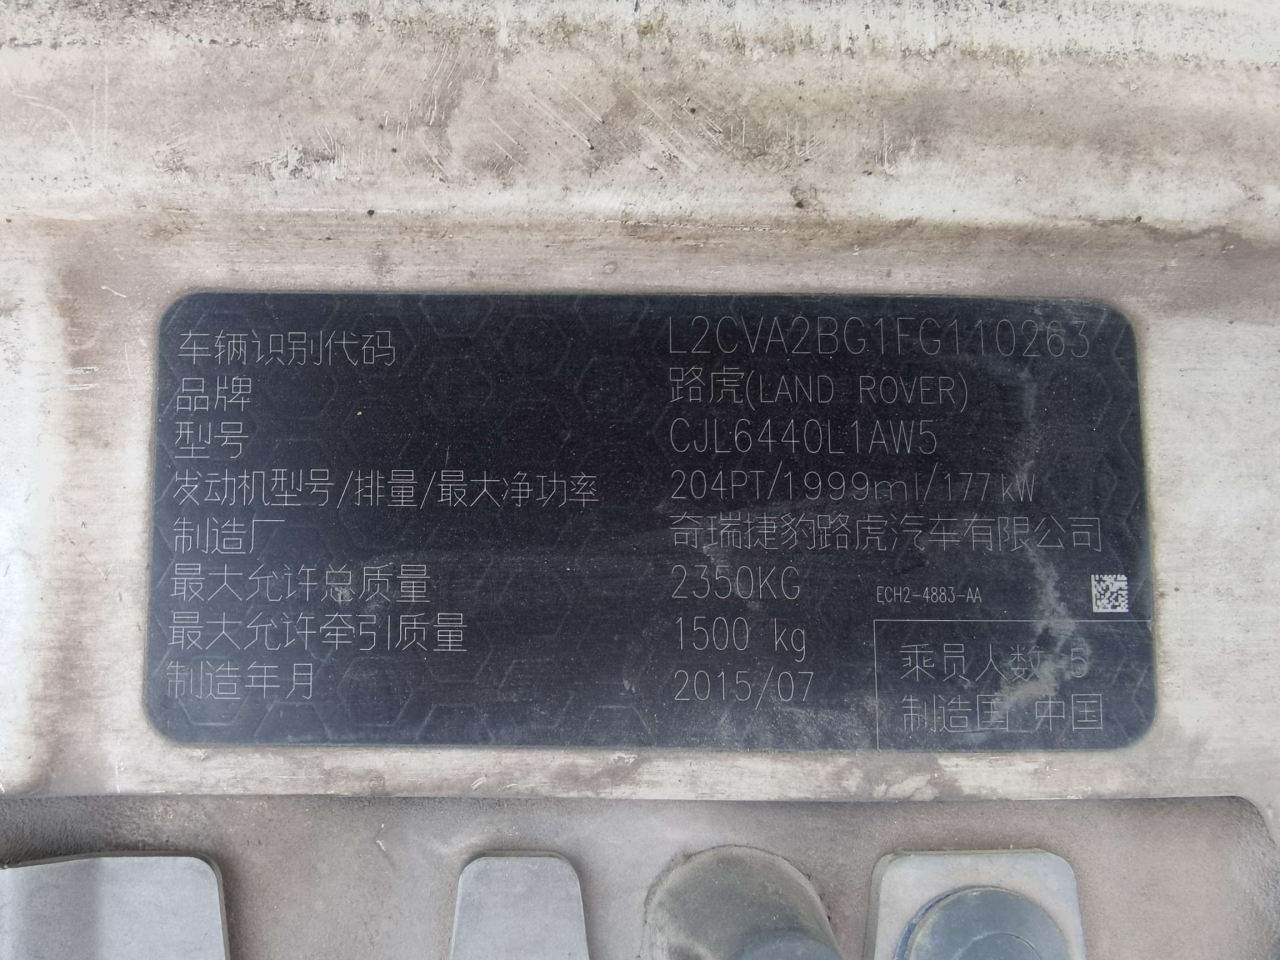 车辆识别代码 L2CVA2BG1FG110263
品牌 路虎(LAND ROVER)
型号 CJL6440L1AW5
发动机型号/排量/最大净功率 204PT/1999ml/177kW
制造厂 奇瑞捷豹路虎汽车有限公司
最大允许总质量 2350KG
ECH2-4883-AA
最大允许牵引质量 1500 kg
制造年月 2015/07
乘员人数 5
制造国 中国